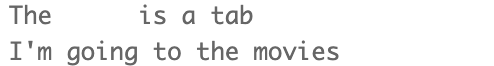 The	is a tab
I'm going to the movies